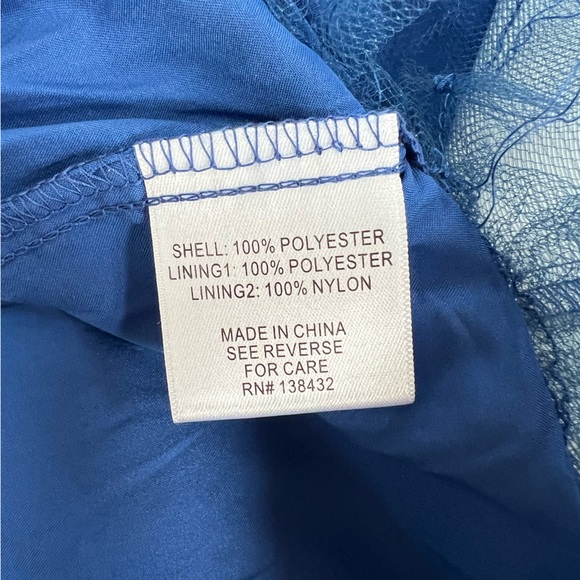 SHELL: 100% POLYESTER
LINING1: 100% POLYESTER
LINING2: 100% NYLON
MADE IN CHINA
SEE REVERSE
FOR CARE
RN# 138432